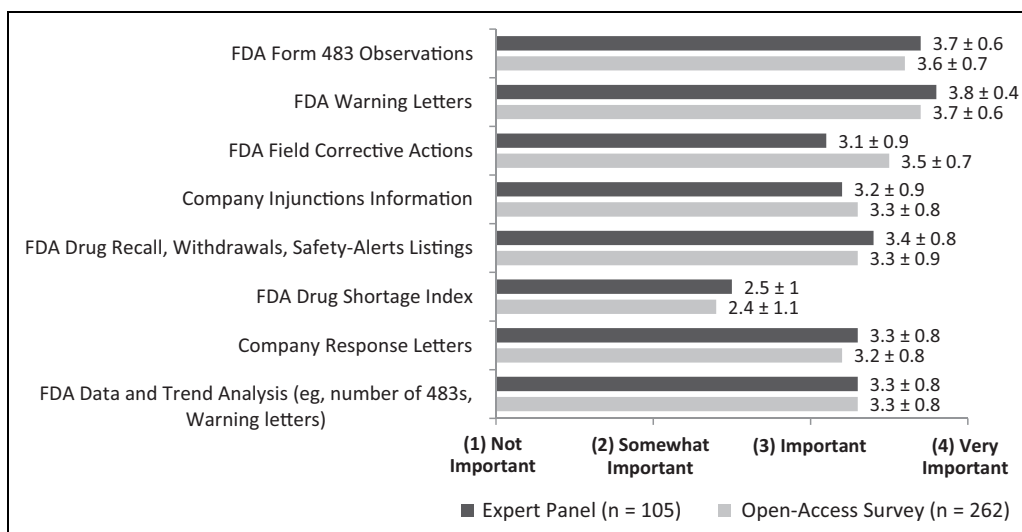 FDA Form 483 Observations
3.7 ± 0.6
3.6 ± 0.7
FDA Warning Letters
3.8 ± 0.4
3.7 ± 0.6
FDA Field Corrective Actions
3.1 ± 0.9
3.5 ± 0.7
Company Injunctions Information
3.2 ± 0.9
3.3 ± 0.8
FDA Drug Recall, Withdrawals, Safety-Alerts Listings
3.4 ± 0.8
3.3 ± 0.9
FDA Drug Shortage Index
2.5 ± 1
2.4 ± 1.1
Company Response Letters
3.3 ± 0.8
3.2 ± 0.8
FDA Data and Trend Analysis (eg, number of 483s,
Warning letters)
3.3 ± 0.8
3.3 ± 0.8
(1) Not
Important
(2) Somewhat
Important
(3) Important
(4) Very
Important
Expert Panel (n = 105)
Open-Access Survey (n = 262)